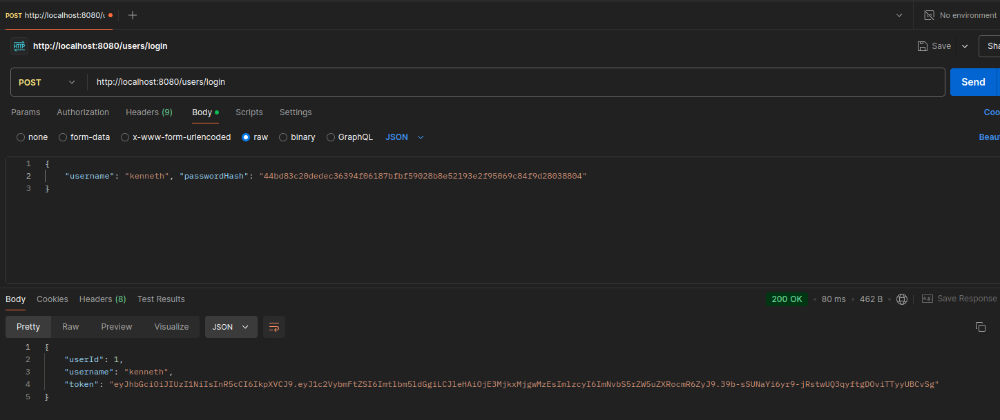 POST http://localhost:8080/u
No environment
HTTP http://localhost:8080/users/login
Save
Sha
POST http://localhost:8080/users/login
Send
Params Authorization Headers (9) Body Scripts Settings
Coo
none form-data x-www-form-urlencoded raw binary GraphQL JSON
Beau
1 {
2 "username": "kenneth", "passwordHash": "44bd83c20dedec36394f06187bfbf59028b8e52193e2f95069c84f9d28038804"
3 }
Body Cookies Headers (8) Test Results
200 OK • 80 ms • 462 B • e.g. Save Response
Pretty Raw Preview Visualize JSON
1 {
2 "userId": 1,
3 "username": "kenneth",
4 "token": "eyJhbGciOiJIUzI1NiIsInR5cCI6IkpXVCJ9.eyJ1c2VybmFtZSI6Imtlbm5ldGgiLCJleHAiOjE3MjkxMjgwMzEsImlzcyI6ImNvbS5rZW5uZXRocmR6ZyJ9.39b-sSUNaYi6yr9-jRstwUQ3qyftgDOviTTyyUBCvSg"
5 }